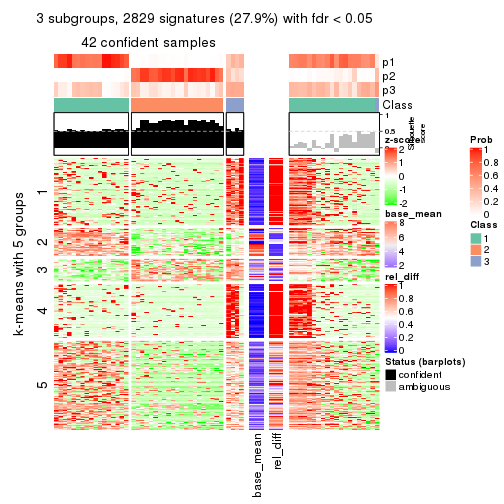 3 subgroups, 2829 signatures (27.9%) with fdr < 0.05
42 confident samples
p1
p2
p3
Class
1
0.5
0
Silhouette
score
k-means with 5 groups
1
2
3
4
5
base_mean
rel_diff
z-score
2
1
0
-1
-2
base_mean
8
6
4
2
rel_diff
1
0.8
0.6
0.4
0.2
0
Status (barplots)
confident
ambiguous
Prob
1
0.8
0.6
0.4
0.2
0
Class
1
2
3